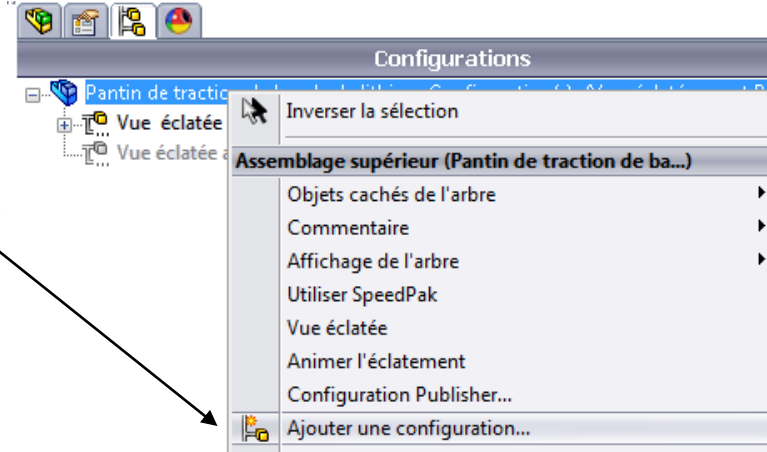 Configurations
Pantin de tractio
Inverser la sélection
Vue éclatée
Vue éclatée a
Assemblage supérieur (Pantin de traction de ba...)
Objets cachés de l'arbre
Commentaire
Affichage de l'arbre
Utiliser SpeedPak
Vue éclatée
Animer l'éclatement
Configuration Publisher...
Ajouter une configuration...